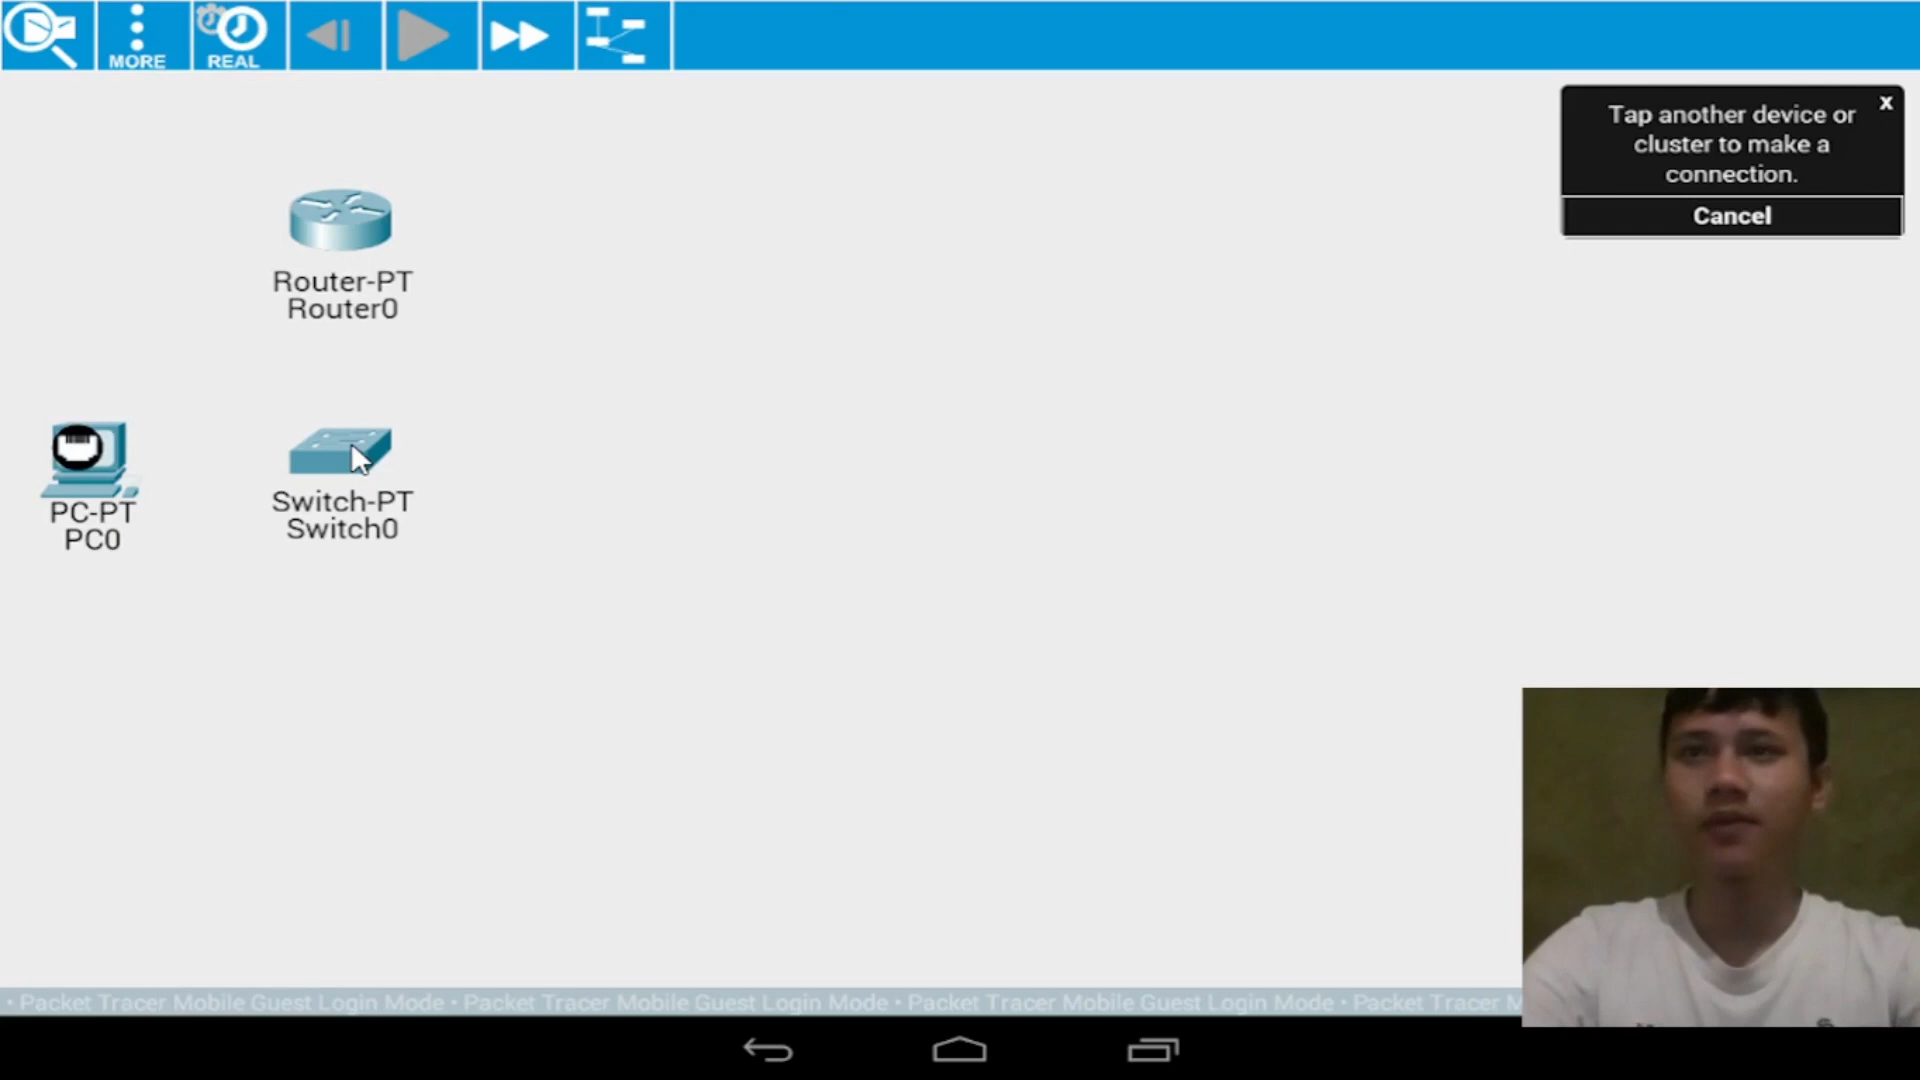 MORE
REAL
Tap another device or
cluster to make a
connection.
x
Cancel
Router-PT
Router0
PC-PT
PC0
Switch-PT
Switch0
• Packet Tracer Mobile Guest Login Mode • Packet Tracer Mobile Guest Login Mode • Packet Tracer Mobile Guest Login Mode • Packet Tracer M